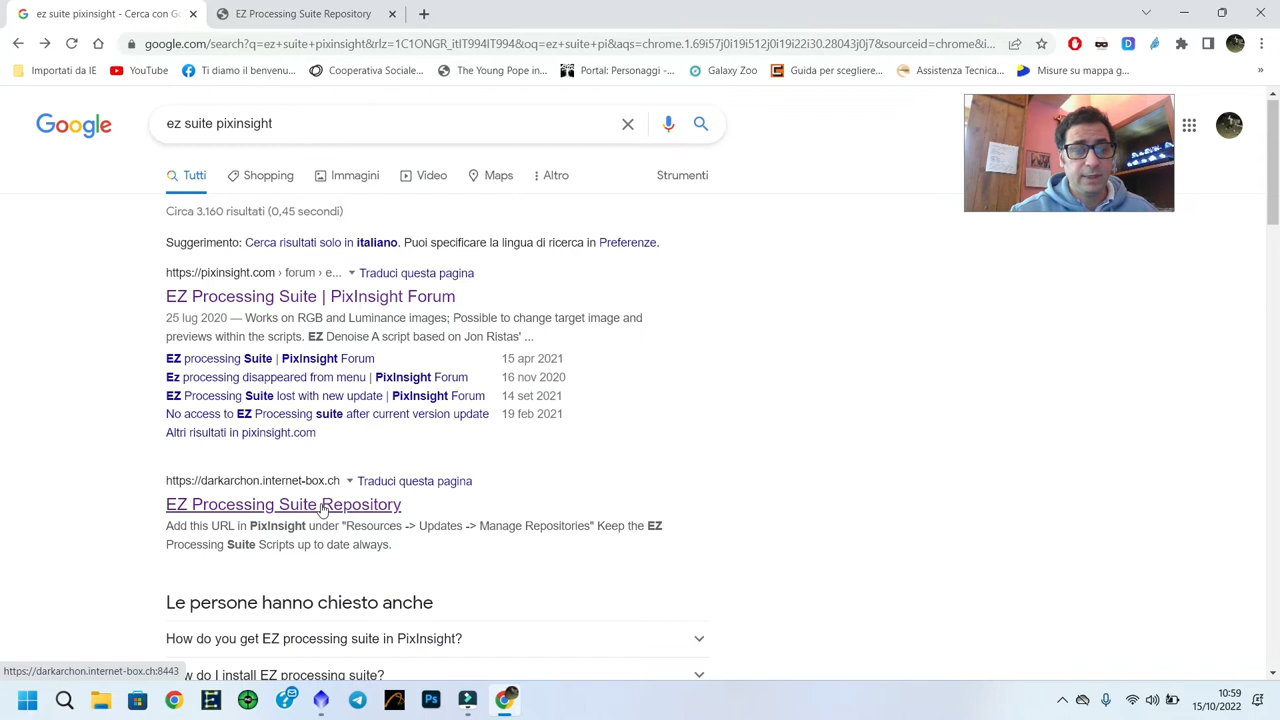 ez suite pixinsight - Cerca con G
EZ Processing Suite Repository
google.com/search?q=ez+suite+pixinsight&rlz=1C1ONGR_itIT994IT994&oq=ez+suite+pi&aqs=chrome.1.69i57j0i19i512j0i19i22i30.28043j0j7&sourceid=chrome&i...
Importati da IE
YouTube
Ti diamo il benvenu...
Cooperativa Sociale...
The Young Pope in...
Portal: Personaggi -...
Galaxy Zoo
Guida per scegliere...
Assistenza Tecnica...
Misure su mappa g...
»
Google
ez suite pixinsight
Tutti
Shopping
Immagini
Video
Maps
Altro
Strumenti
Circa 3.160 risultati (0,45 secondi)
Suggerimento: Cerca risultati solo in italiano. Puoi specificare la lingua di ricerca in Preferenze.
https://pixinsight.com › forum › e... Traduci questa pagina
EZ Processing Suite | PixInsight Forum
25 lug 2020 — Works on RGB and Luminance images; Possible to change target image and
previews within the scripts. EZ Denoise A script based on Jon Ristas' ...
EZ processing Suite | PixInsight Forum 15 apr 2021
Ez processing disappeared from menu | PixInsight Forum 16 nov 2020
EZ Processing Suite lost with new update | PixInsight Forum 14 set 2021
No access to EZ Processing suite after current version update 19 feb 2021
Altri risultati in pixinsight.com
https://darkarchon.internet-box.ch Traduci questa pagina
EZ Processing Suite Repository
Add this URL in PixInsight under "Resources -> Updates -> Manage Repositories" Keep the EZ
Processing Suite Scripts up to date always.
Le persone hanno chiesto anche
How do you get EZ processing suite in PixInsight?
w do I install EZ processing suite?
https://darkarchon.internet-box.ch:8443
Ps
10:59
15/10/2022